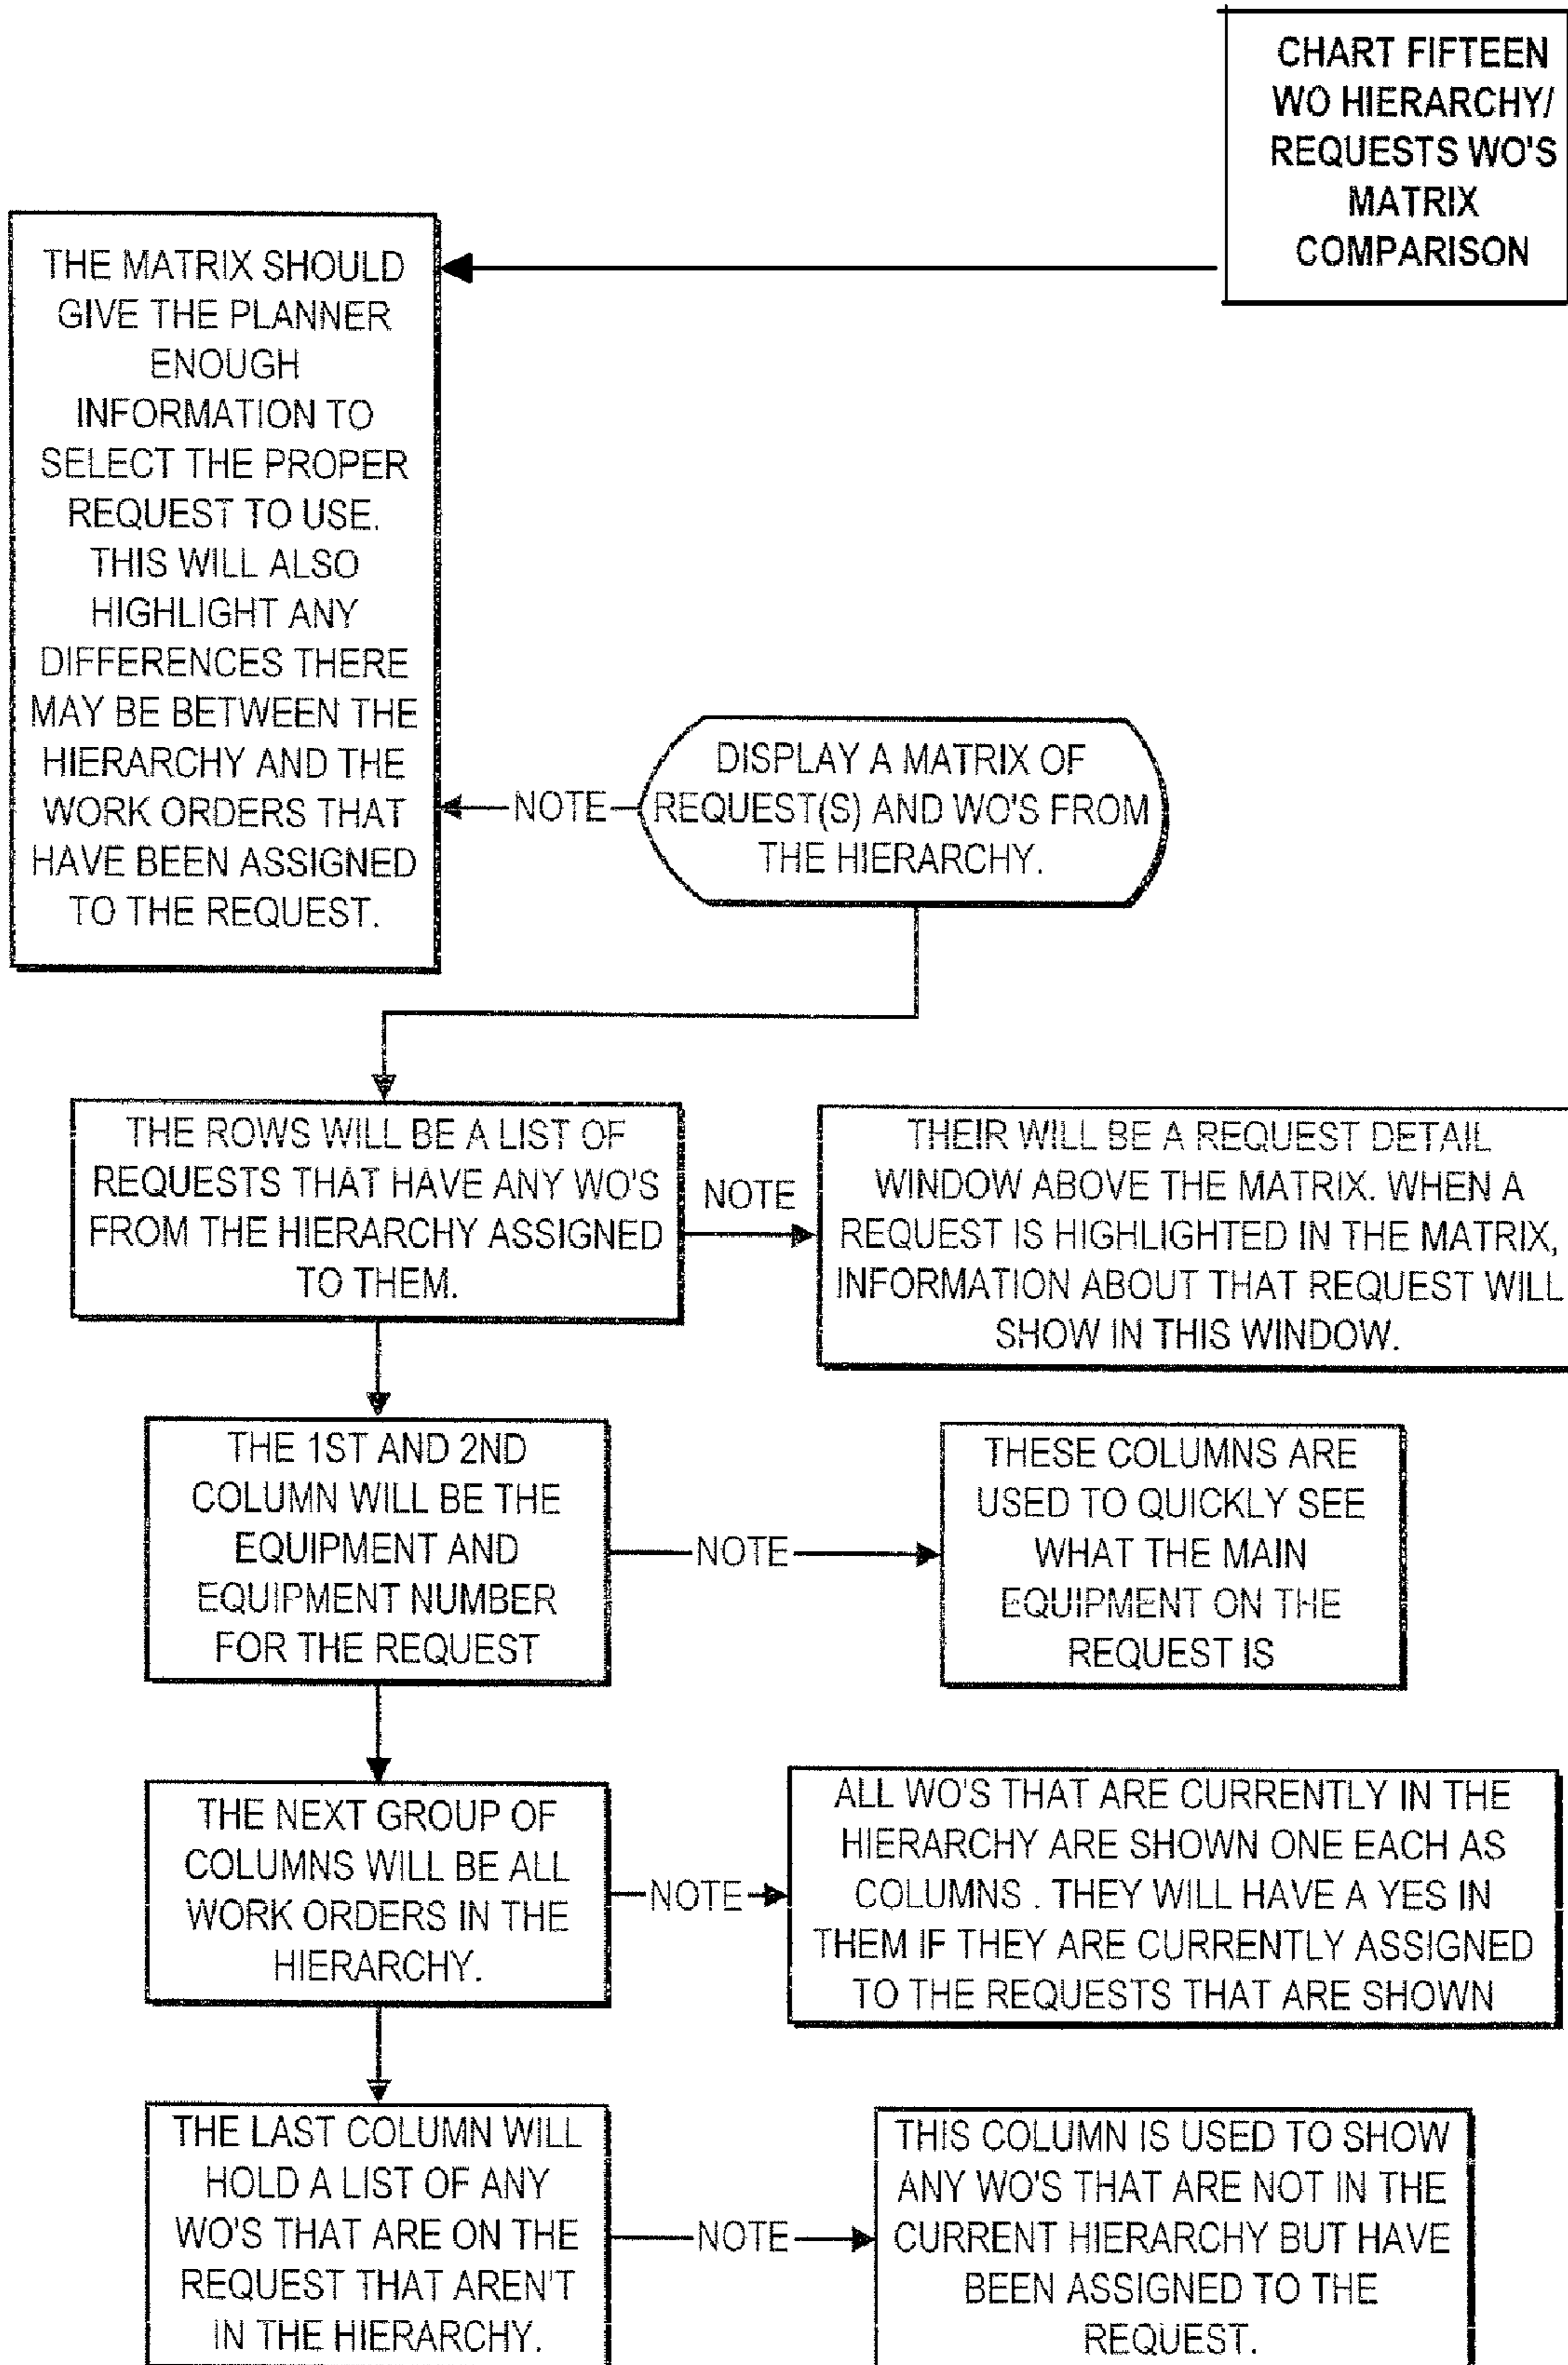 CHART FIFTEEN
WO HIERARCHY/
REQUESTS WO'S
MATRIX
COMPARISON
THE MATRIX SHOULD
GIVE THE PLANNER
ENOUGH
INFORMATION TO
SELECT THE PROPER
REQUEST TO USE.
THIS WILL ALSO
HIGHLIGHT ANY
DIFFERENCES THERE
MAY BE BETWEEN THE
HIERARCHY AND THE
WORK ORDERS THAT
HAVE BEEN ASSIGNED
TO THE REQUEST.
NOTE
DISPLAY A MATRIX OF
REQUEST(S) AND WO'S FROM
THE HIERARCHY.
THE ROWS WILL BE A LIST OF
REQUESTS THAT HAVE ANY WO'S
FROM THE HIERARCHY ASSIGNED
TO THEM.
NOTE
THEIR WILL BE A REQUEST DETAIL
WINDOW ABOVE THE MATRIX. WHEN A
REQUEST IS HIGHLIGHTED IN THE MATRIX,
INFORMATION ABOUT THAT REQUEST WILL
SHOW IN THIS WINDOW.
THE 1ST AND 2ND
COLUMN WILL BE THE
EQUIPMENT AND
EQUIPMENT NUMBER
FOR THE REQUEST
NOTE
THESE COLUMNS ARE
USED TO QUICKLY SEE
WHAT THE MAIN
EQUIPMENT ON THE
REQUEST IS
THE NEXT GROUP OF
COLUMNS WILL BE ALL
WORK ORDERS IN THE
HIERARCHY.
NOTE
ALL WO'S THAT ARE CURRENTLY IN THE
HIERARCHY ARE SHOWN ONE EACH AS
COLUMNS . THEY WILL HAVE A YES IN
THEM IF THEY ARE CURRENTLY ASSIGNED
TO THE REQUESTS THAT ARE SHOWN
THE LAST COLUMN WILL
HOLD A LIST OF ANY
WO'S THAT ARE ON THE
REQUEST THAT AREN'T
IN THE HIERARCHY.
NOTE
THIS COLUMN IS USED TO SHOW
ANY WO'S THAT ARE NOT IN THE
CURRENT HIERARCHY BUT HAVE
BEEN ASSIGNED TO THE
REQUEST.